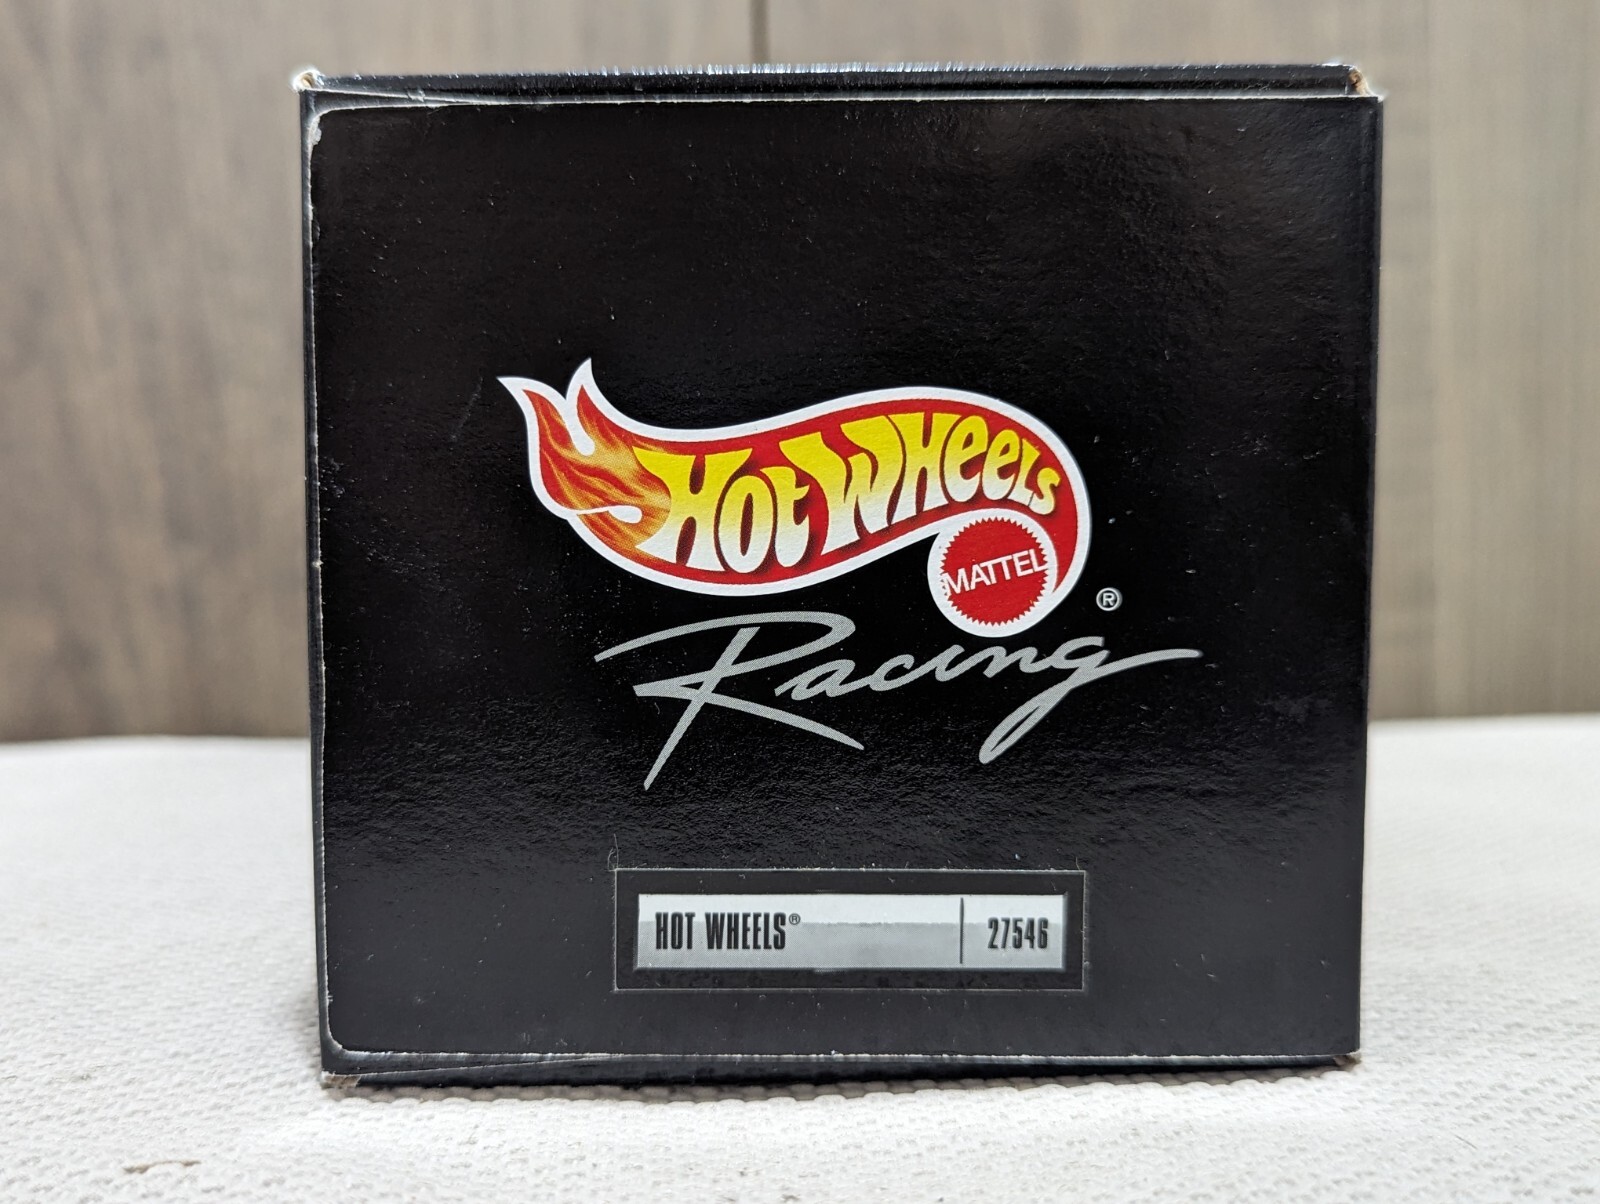 Hot Wheels
MATTEL
®
Racing
HOT WHEELS® 27546